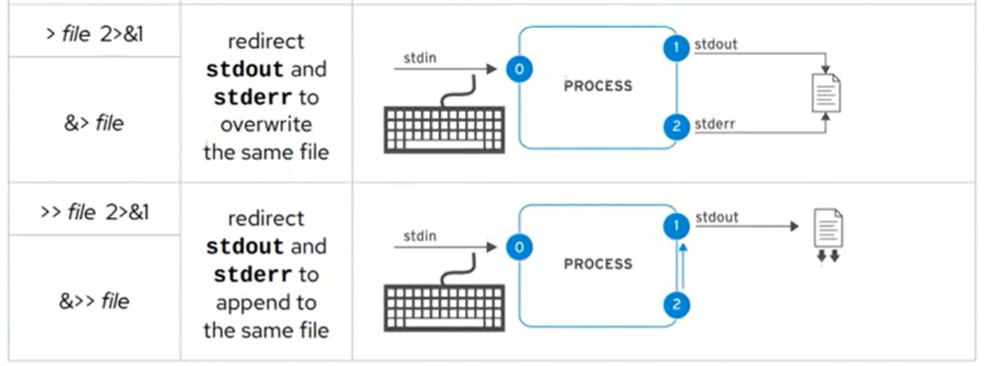 > file 2>&1
&> file
redirect
stdout and
stderr to
overwrite
the same file
stdin
0
PROCESS
1
stdout
2
stderr
>> file 2>&1
&>> file
redirect
stdout and
stderr to
append to
the same file
stdin
0
PROCESS
1
stdout
2